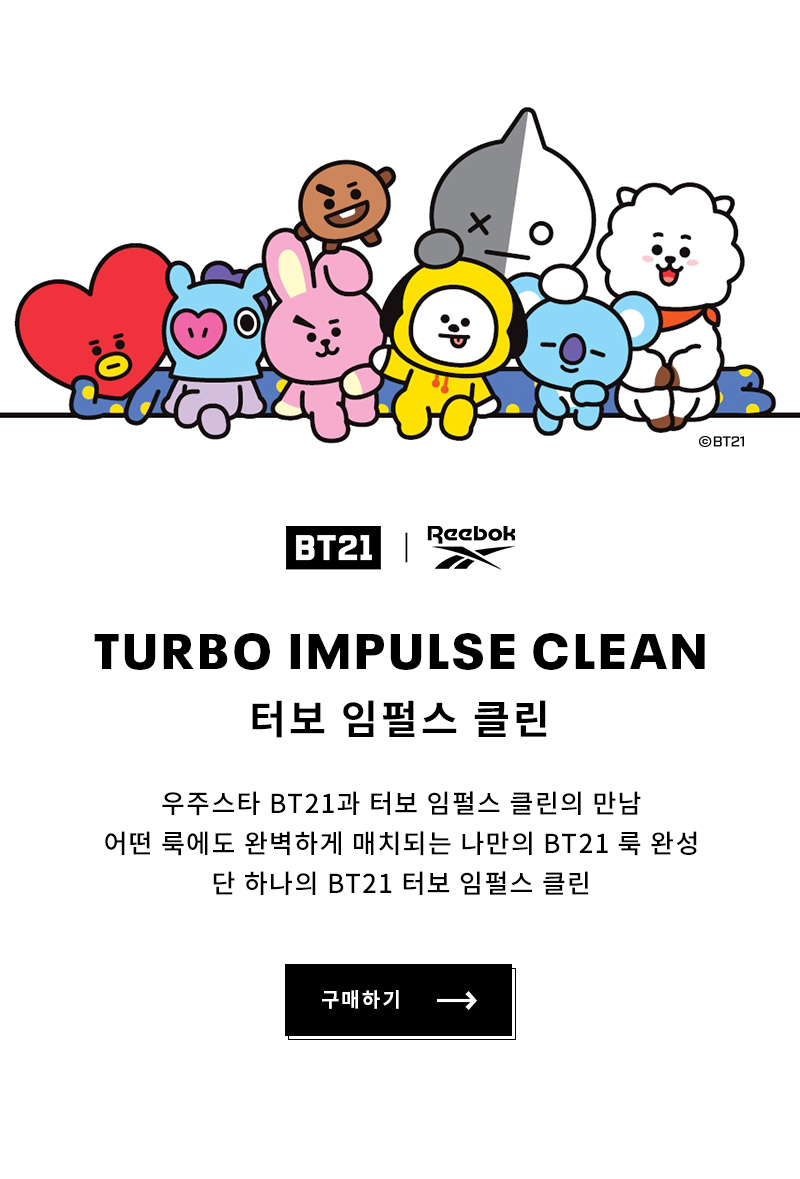 ©BT21
BT21 | Reebok
TURBO IMPULSE CLEAN
터보 임펄스 클린
우주스타 BT21과 터보 임펄스 클린의 만남
어떤 룩에도 완벽하게 매치되는 나만의 BT21 룩 완성
단 하나의 BT21 터보 임펄스 클린
구매하기